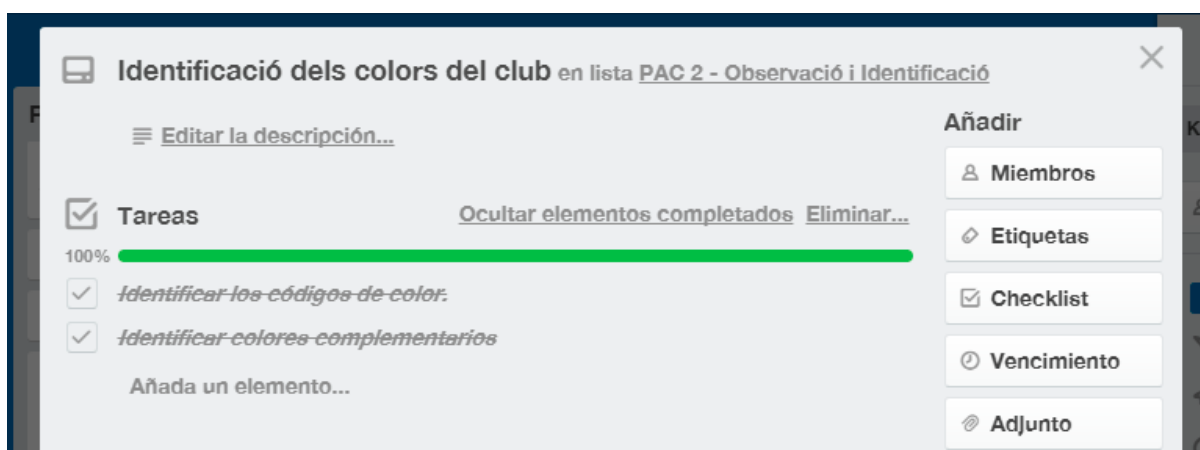 Identificació dels colors del club en lista PAC 2 - Observació i Identificació
Editar la descripción...
Tareas Ocultar elementos completados Eliminar...
100%
Identificar los códigos de color.
Identificar colores complementarios
Añada un elemento...
Añadir
Miembros
Etiquetas
Checklist
Vencimiento
Adjunto